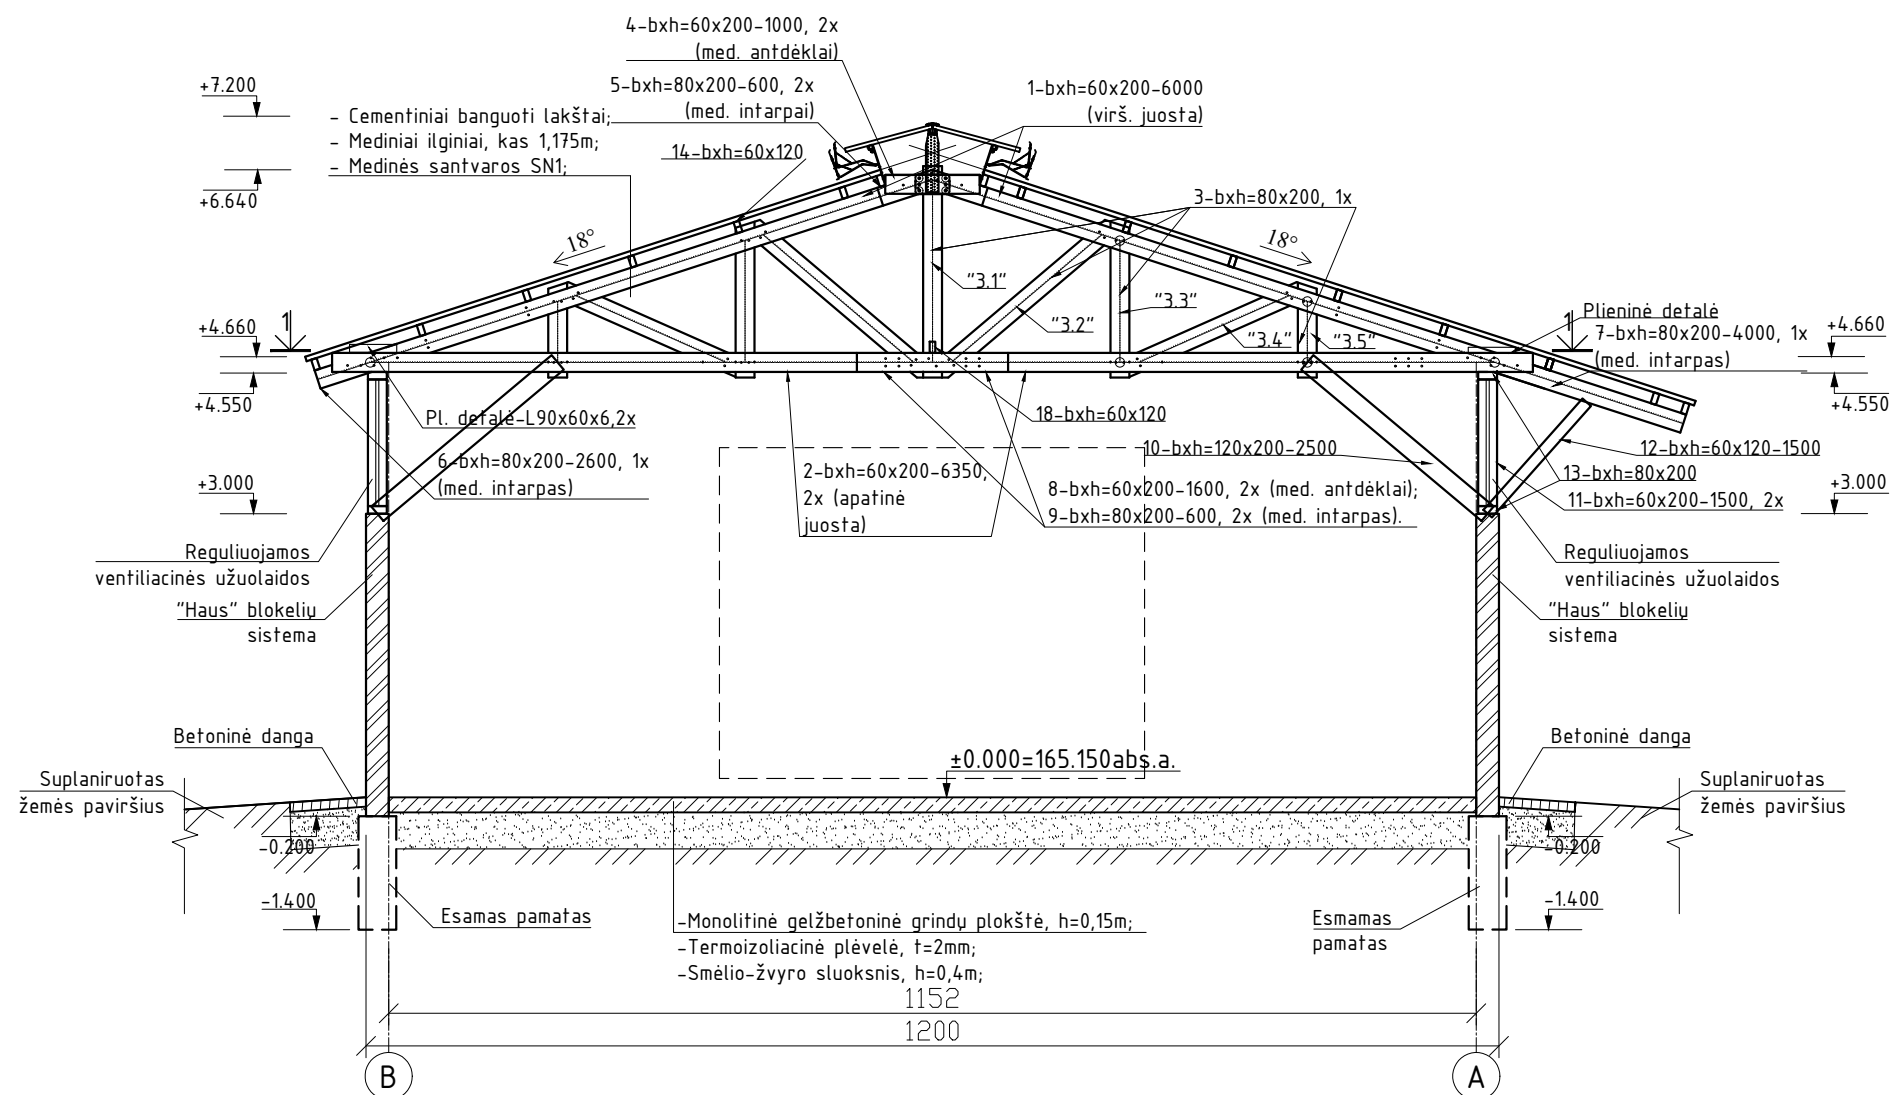 4-bxh=60x200-1000, 2x
(med. antdėklai)
5-bxh=80x200-600, 2x
(med. intarpai)
1-bxh=60x200-6000
(virš. juosta)
+7.200
+6.640
- Cementiniai banguoti lakštai;
- Mediniai ilginiai, kas 1,175m;
- Medinės santvaros SN1;
14-bxh=60x120
3-bxh=80x200, 1x
18°
18°
"3.1"
"3.2"
"3.3"
"3.4"
"3.5"
Plieninė detalė
7-bxh=80x200-4000, 1x
(med. intarpas)
1
1
+4.660
+4.550
+4.660
+4.550
Pl. detalė-L90x60x6,2x
6-bxh=80x200-2600, 1x
(med. intarpas)
18-bxh=60x120
2-bxh=60x200-6350,
2x (apatinė
juosta)
8-bxh=60x200-1600, 2x (med. antdėklai);
9-bxh=80x200-600, 2x (med. intarpas).
10-bxh=120x200-2500
12-bxh=60x120-1500
13-bxh=80x200
11-bxh=60x200-1500, 2x
+3.000
+3.000
Reguliuojamos
ventiliacinės užuolaidos
"Haus" blokelių
sistema
Reguliuojamos
ventiliacinės užuolaidos
"Haus" blokelių
sistema
Betoninė danga
Suplaniruotas
žemės paviršius
±0.000=165.150abs.a.
Betoninė danga
Suplaniruotas
žemės paviršius
-0.200
-0.200
-1.400
-1.400
Esamas pamatas
Esmamas
pamatas
-Monolitinė gelžbetoninė grindų plokštė, h=0,15m;
-Termoizoliacinė plėvelė, t=2mm;
-Smėlio-žvyro sluoksnis, h=0,4m;
1152
1200
B
A